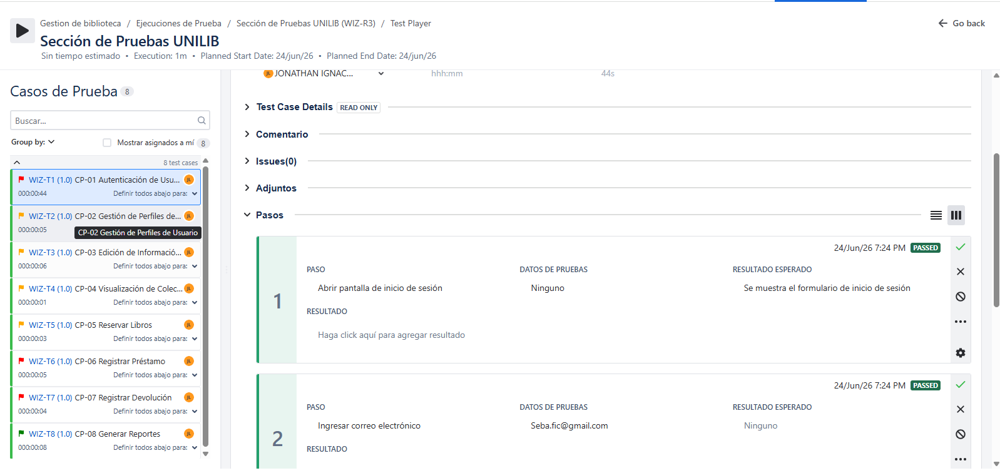 Gestion de biblioteca / Ejecuciones de Prueba / Sección de Pruebas UNILIB (WIZ-R3) / Test Player
Go back
Sección de Pruebas UNILIB
Sin tiempo estimado • Execution: 1m • Planned Start Date: 24/jun/26 • Planned End Date: 24/jun/26
Casos de Prueba 8
Buscar...
Group by:
Mostrar asignados a mí 8
8 test cases
WIZ-T1 (1.0) CP-01 Autenticación de Usu... JL
000:00:44 Definir todos abajo para:
WIZ-T2 (1.0) CP-02 Gestión de Perfiles de... JL
000:00:05
CP-02 Gestión de Perfiles de Usuario
WIZ-T3 (1.0) CP-03 Edición de Informació... JL
000:00:06 Definir todos abajo para:
WIZ-T4 (1.0) CP-04 Visualización de Colec... JL
000:00:01 Definir todos abajo para:
WIZ-T5 (1.0) CP-05 Reservar Libros JL
000:00:03 Definir todos abajo para:
WIZ-T6 (1.0) CP-06 Registrar Préstamo JL
000:00:05 Definir todos abajo para:
WIZ-T7 (1.0) CP-07 Registrar Devolución JL
000:00:04 Definir todos abajo para:
WIZ-T8 (1.0) CP-08 Generar Reportes JL
000:00:08 Definir todos abajo para:
JL JONATHAN IGNAC... hhh:mm 44s
Test Case Details READ ONLY
Comentario
Issues(0)
Adjuntos
Pasos
24/Jun/26 7:24 PM PASSED
1
PASO DATOS DE PRUEBAS RESULTADO ESPERADO
Abrir pantalla de inicio de sesión Ninguno Se muestra el formulario de inicio de sesión
RESULTADO
Haga click aquí para agregar resultado
24/Jun/26 7:24 PM PASSED
2
PASO DATOS DE PRUEBAS RESULTADO ESPERADO
Ingresar correo electrónico Seba.fic@gmail.com Ninguno
RESULTADO